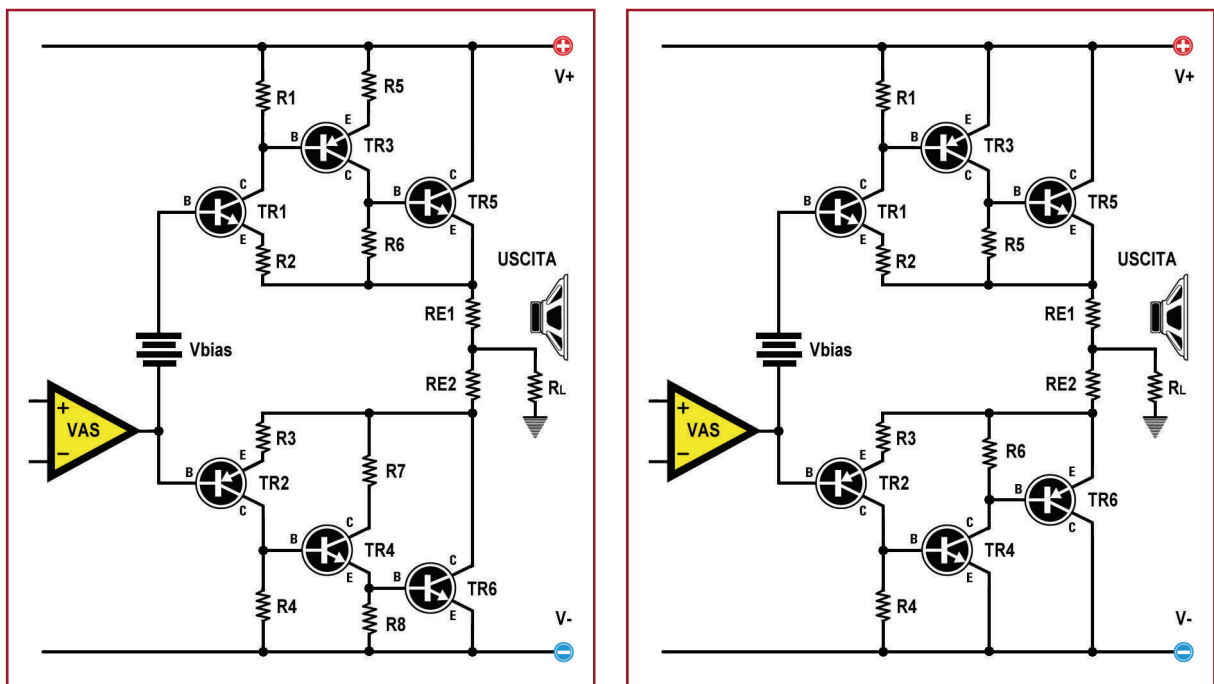 +
V+
R1
R5
E
B
TR3
C
C
B
TR1
B
C
TR5
E
E
R2
R6
USCITA
RE1
Vbias
RE2
RL
+
VAS
−
R3
E
B
TR2
C
R7
C
B
TR4
E
C
B
TR6
E
R4
R8
V-
−
+
V+
R1
E
B
TR3
C
C
B
TR1
B
C
TR5
E
E
R2
R5
USCITA
RE1
Vbias
RE2
RL
+
VAS
−
R3
E
B
TR2
C
R6
E
B
TR6
C
C
B
TR4
E
R4
V-
−